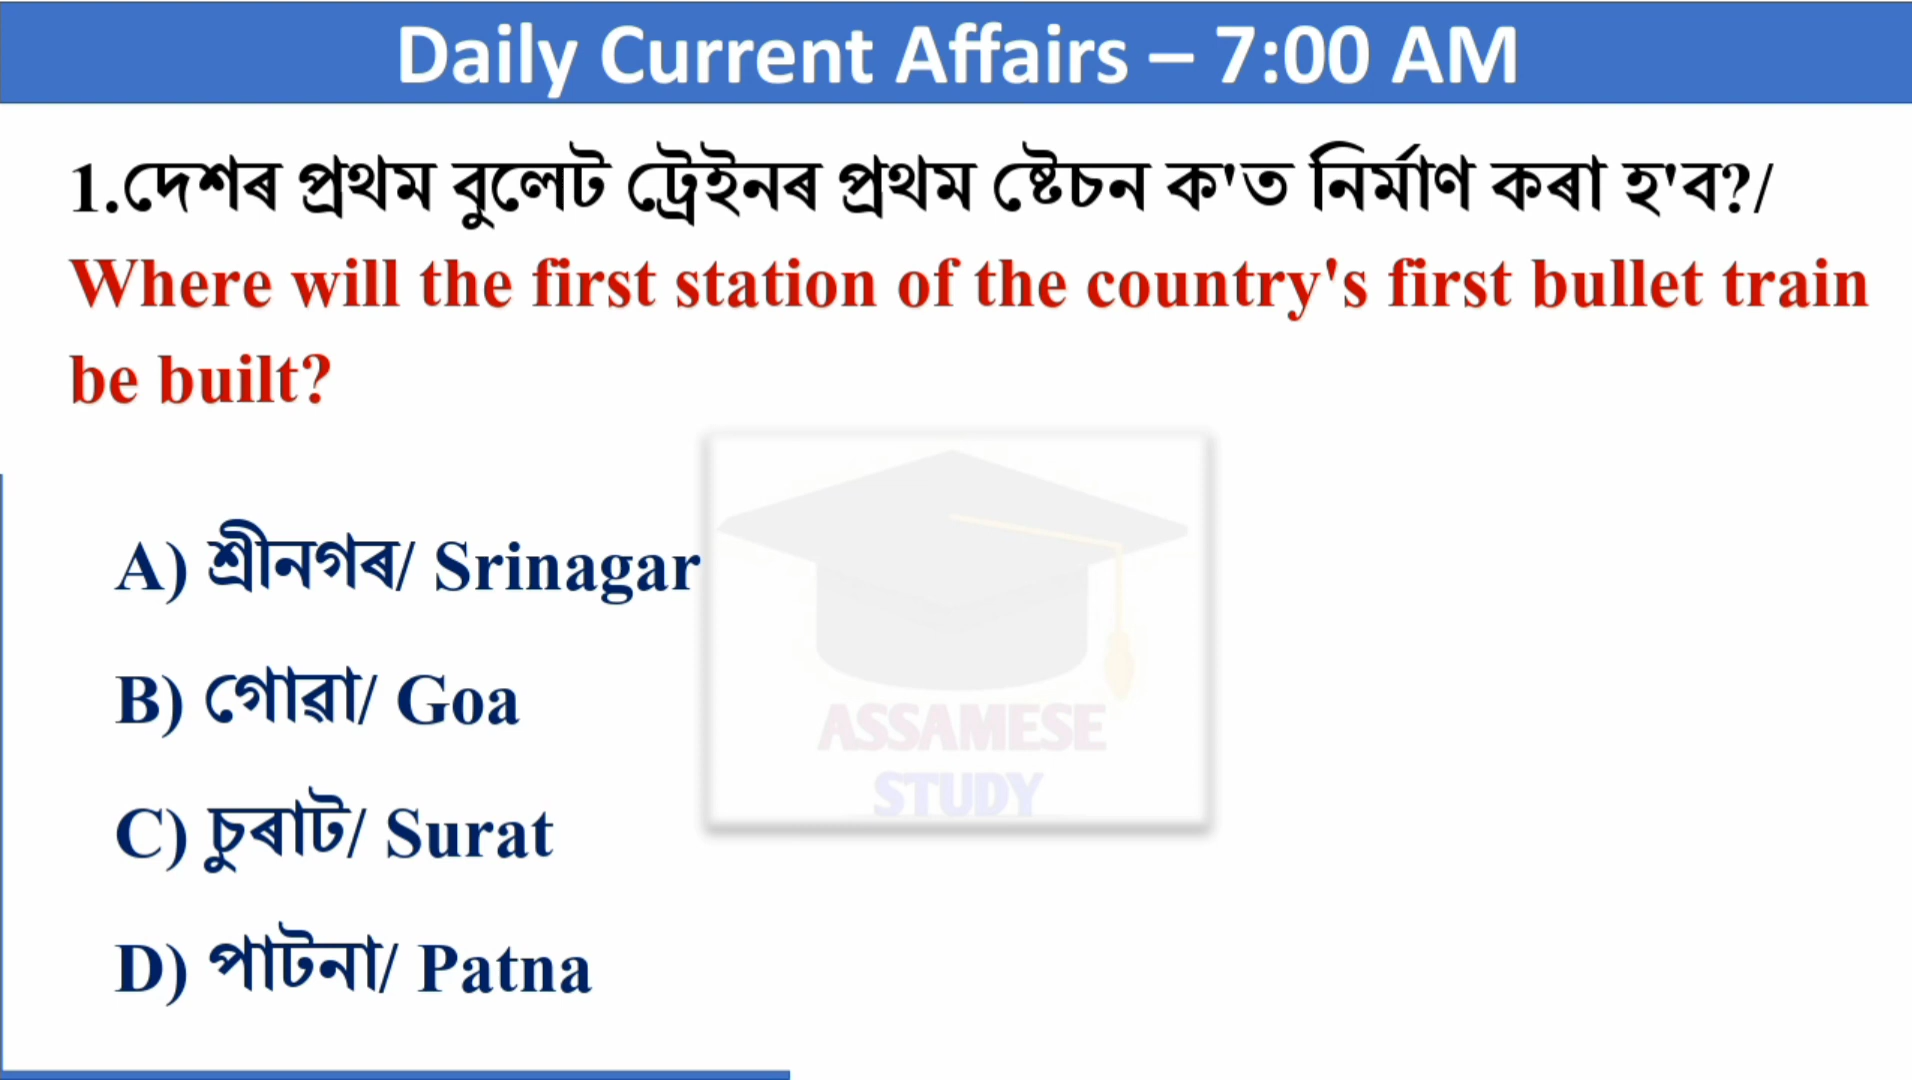 Daily Current Affairs – 7:00 AM
1.দেশৰ প্ৰথম বুলেট ট্ৰেইনৰ প্ৰথম ষ্টেচন ক'ত নিৰ্মাণ কৰা হ'ব?/
Where will the first station of the country's first bullet train
be built?
A) শ্ৰীনগৰ/ Srinagar
B) গোৱা/ Goa
C) চুৰাট/ Surat
D) পাটনা/ Patna
ASSAMESE
STUDY